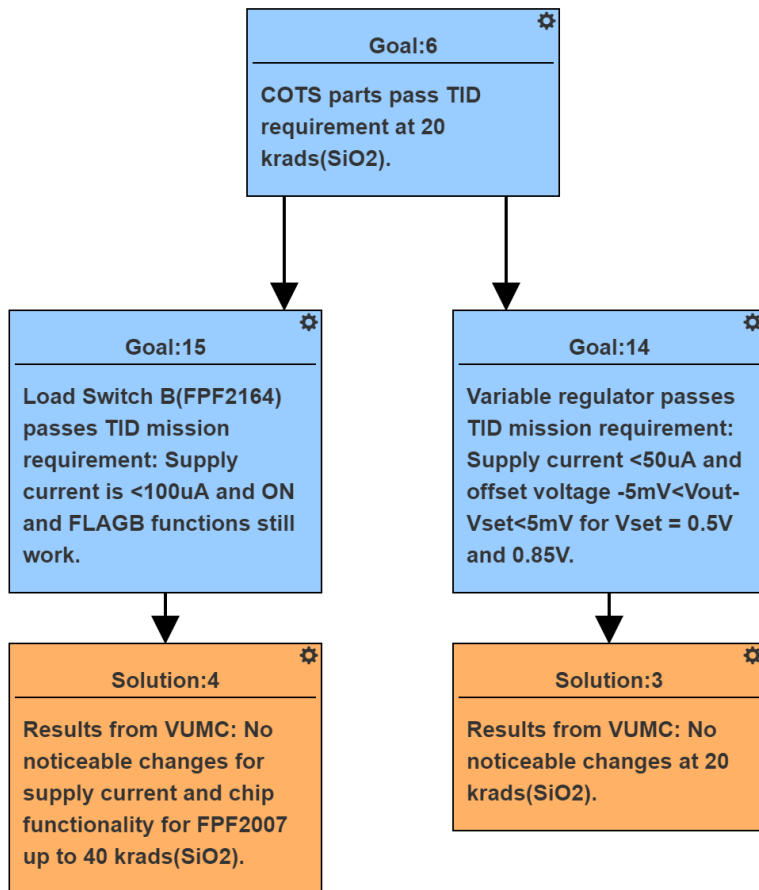 Goal:6
COTS parts pass TID
requirement at 20
krads(SiO2).
Goal:15
Load Switch B(FPF2164)
passes TID mission
requirement: Supply
current is <100uA and ON
and FLAGB functions still
work.
Goal:14
Variable regulator passes
TID mission requirement:
Supply current <50uA and
offset voltage -5mV<Vout-
Vset<5mV for Vset = 0.5V
and 0.85V.
Solution:4
Results from VUMC: No
noticeable changes for
supply current and chip
functionality for FPF2007
up to 40 krads(SiO2).
Solution:3
Results from VUMC: No
noticeable changes at 20
krads(SiO2).